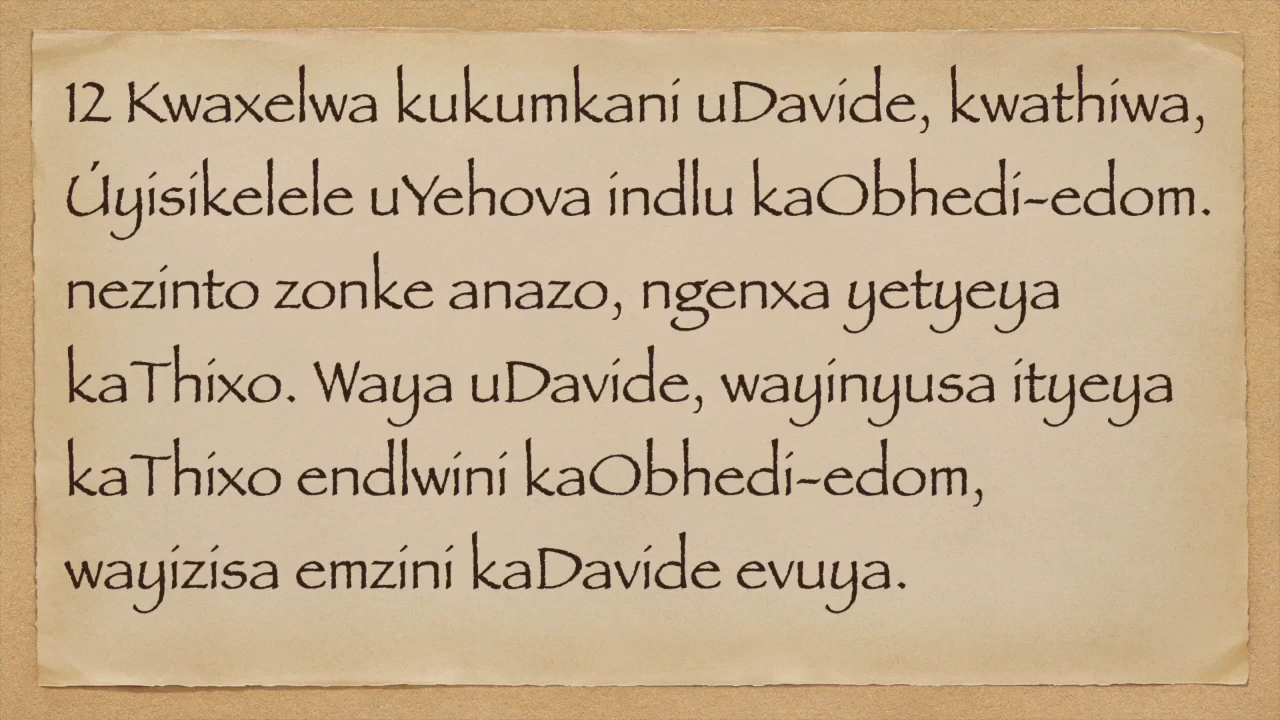 12 Kwaxelwa kukumkani uDavide, kwathiwa,
Úyisikelele uYehova indlu kaObhedi-edom.
nezinto zonke anazo, ngenxa yetyeya
kaThixo. Waya uDavide, wayinyusa ityeya
kaThixo endlwini kaObhedi-edom,
wayizisa emzini kaDavide evuya.